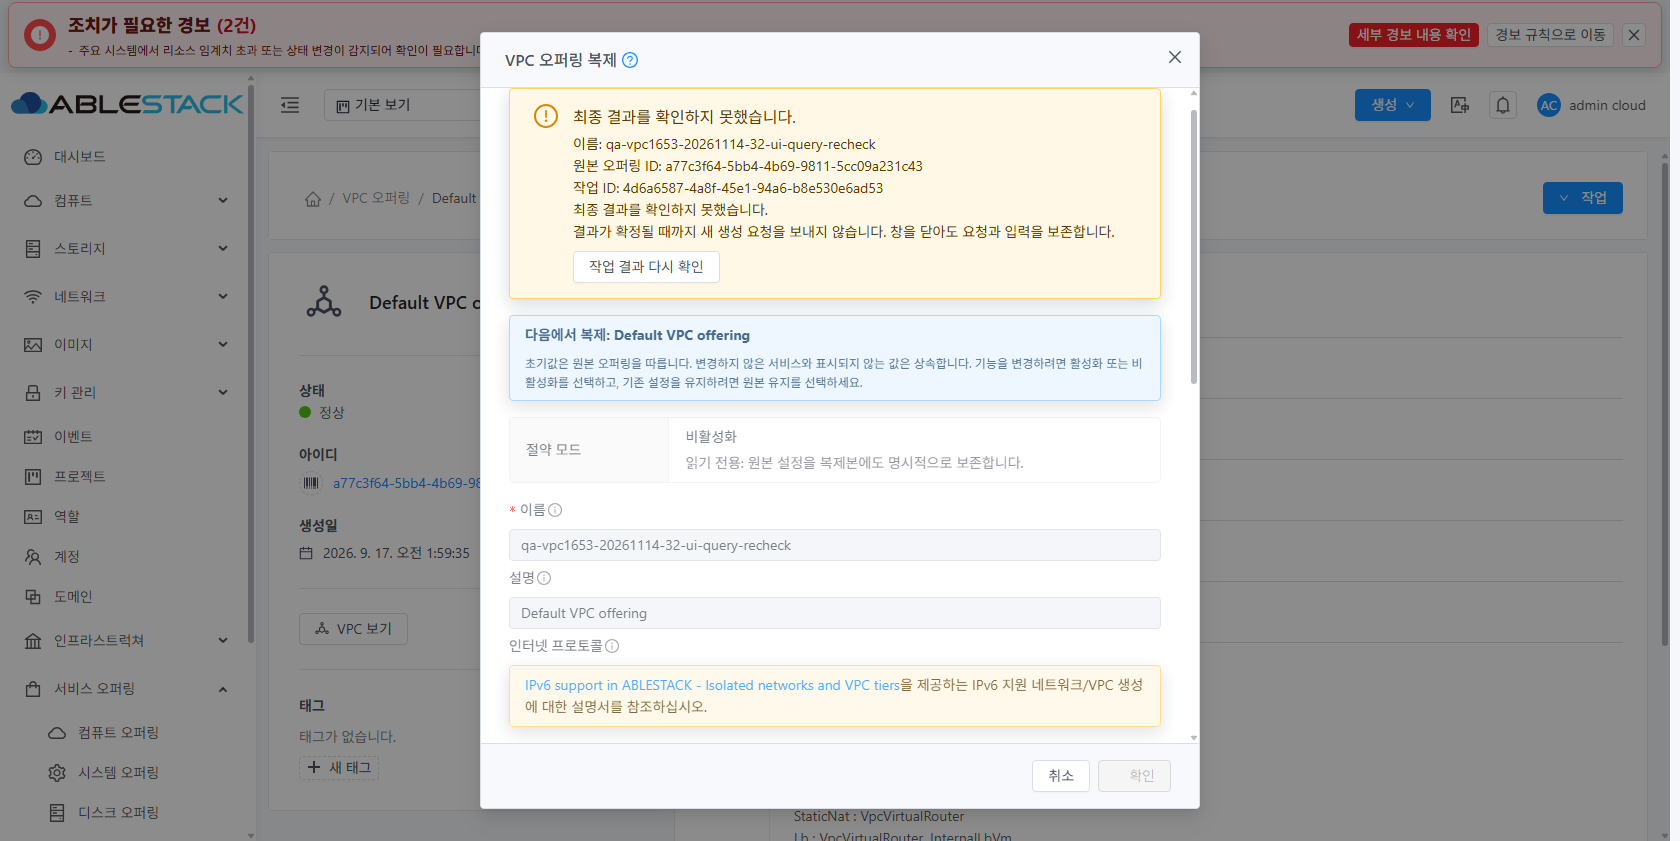 조치가 필요한 경보 (2건)
- 주요 시스템에서 리소스 임계치 초과 또는 상태 변경이 감지되어 확인이 필요합니다
세부 경보 내용 확인
경보 규칙으로 이동
ABLESTACK
기본 보기
생성
AC
admin cloud
대시보드
컴퓨트
스토리지
네트워크
이미지
키 관리
이벤트
프로젝트
역할
계정
도메인
인프라스트럭쳐
서비스 오퍼링
컴퓨트 오퍼링
시스템 오퍼링
디스크 오퍼링
/ VPC 오퍼링 / Default
작업
Default VPC
상태
정상
아이디
a77c3f64-5bb4-4b69-98
생성일
2026. 9. 17. 오전 1:59:35
VPC 보기
태그
태그가 없습니다.
+ 새 태그
VPC 오퍼링 복제
최종 결과를 확인하지 못했습니다.
이름: qa-vpc1653-20261114-32-ui-query-recheck
원본 오퍼링 ID: a77c3f64-5bb4-4b69-9811-5cc09a231c43
작업 ID: 4d6a6587-4a8f-45e1-94a6-b8e530e6ad53
최종 결과를 확인하지 못했습니다.
결과가 확정될 때까지 새 생성 요청을 보내지 않습니다. 창을 닫아도 요청과 입력을 보존합니다.
작업 결과 다시 확인
다음에서 복제: Default VPC offering
초기값은 원본 오퍼링을 따릅니다. 변경하지 않은 서비스와 표시되지 않는 값은 상속합니다. 기능을 변경하려면 활성화 또는 비
활성화를 선택하고, 기존 설정을 유지하려면 원본 유지를 선택하세요.
절약 모드
비활성화
읽기 전용: 원본 설정을 복제본에도 명시적으로 보존합니다.
* 이름
qa-vpc1653-20261114-32-ui-query-recheck
설명
Default VPC offering
인터넷 프로토콜
IPv6 support in ABLESTACK - Isolated networks and VPC tiers을 제공하는 IPv6 지원 네트워크/VPC 생성
에 대한 설명서를 참조하십시오.
취소
확인
StaticNat : VpcVirtualRouter
Lb : VpcVirtualRouter, InternalLbVm